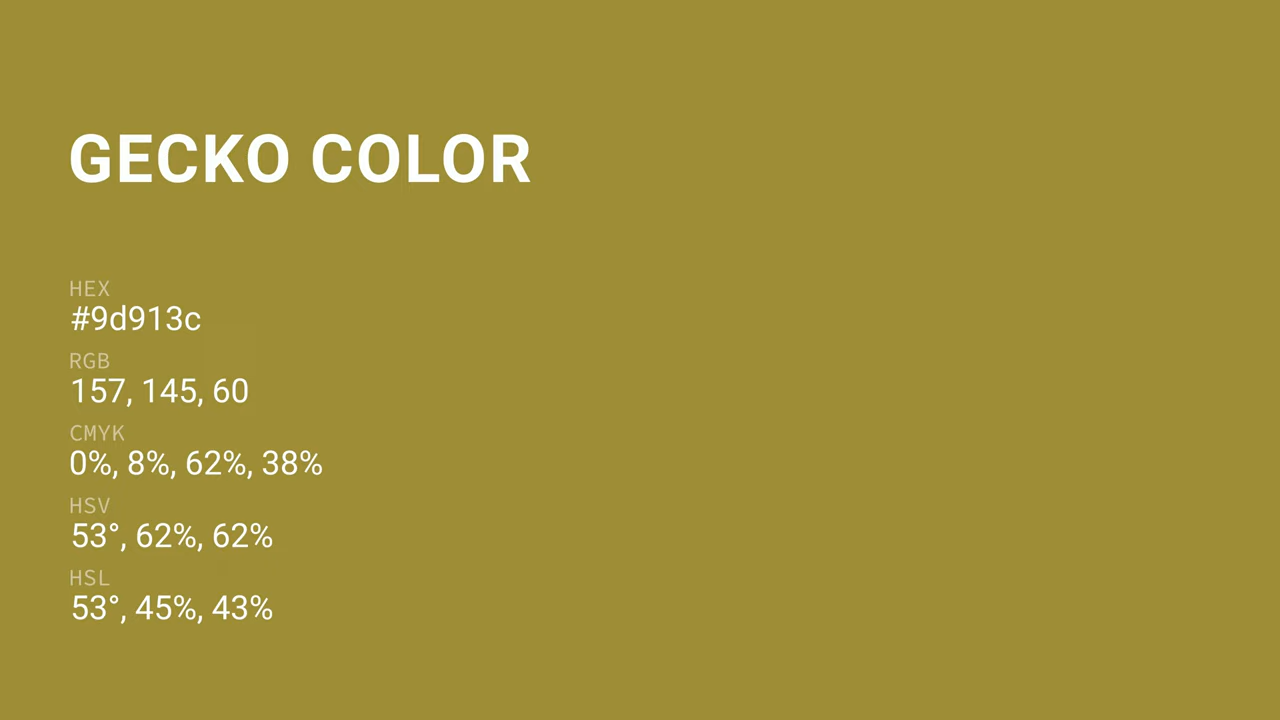 GECKO COLOR
HEX
#9d913c
RGB
157, 145, 60
CMYK
0%, 8%, 62%, 38%
HSV
53°, 62%, 62%
HSL
53°, 45%, 43%